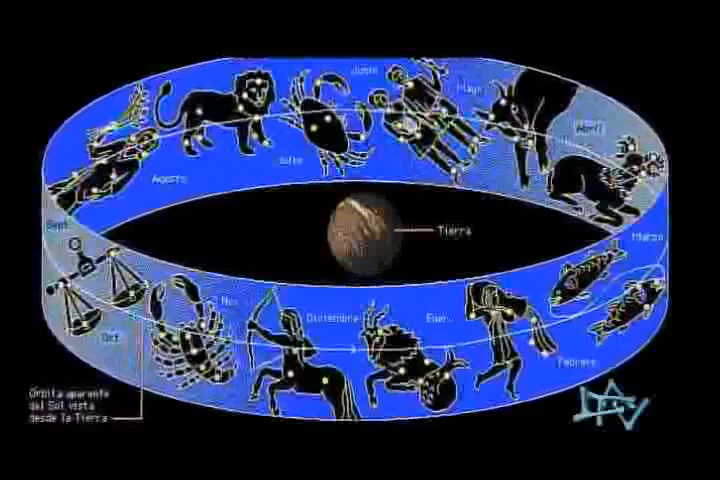 Junio
Mayo
Abril
Julio
Agosto
Sept.
Tierra
Marzo
Nov.
Diciembre
Ener.
Oct.
Febrero
Órbita aparente
del Sol vista
desde la Tierra